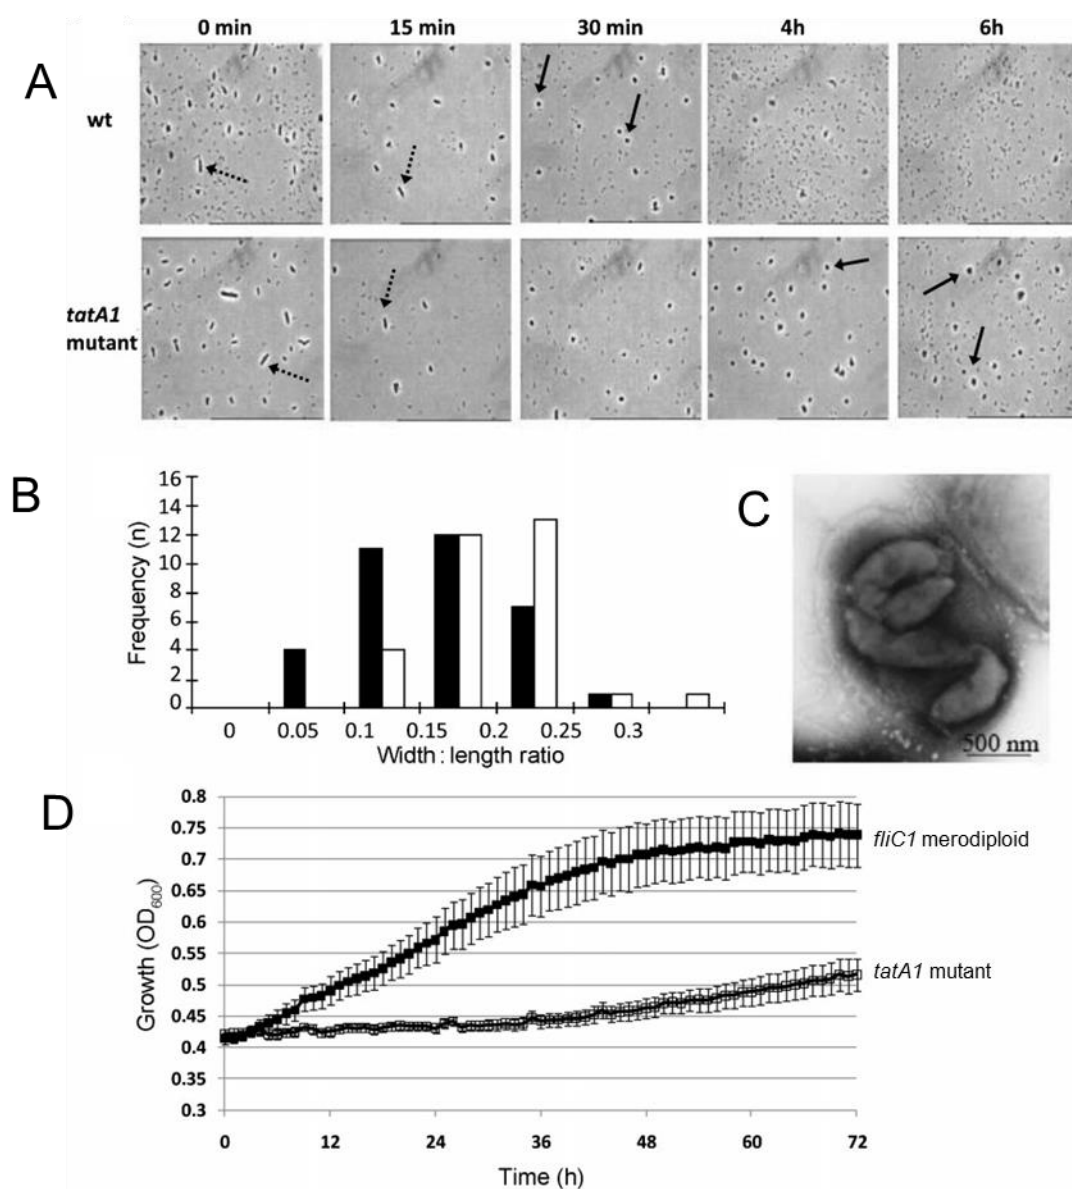 0 min 15 min 30 min 4h 6h
A
wt
tatA1
mutant
B
Frequency (n)
16
14
12
10
8
6
4
2
0
0 0.05 0.1 0.15 0.2 0.25 0.3
Width : length ratio
C
500 nm
D
Growth (OD600)
0.8
0.75
0.7
0.65
0.6
0.55
0.5
0.45
0.4
0.35
0.3
0 12 24 36 48 60 72
Time (h)
fliC1 merodiploid
tatA1 mutant